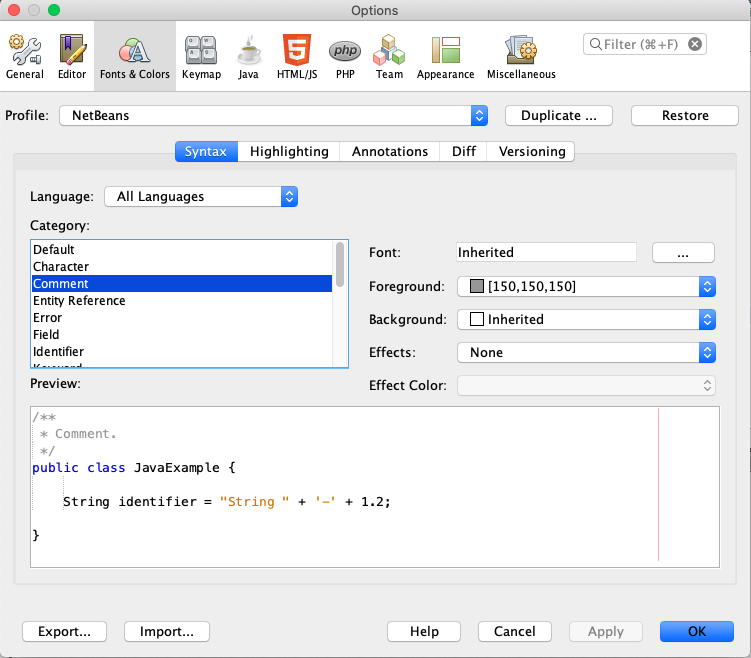 Options
General Editor Fonts & Colors Keymap Java HTML/JS PHP Team Appearance Miscellaneous
Filter (⌘+F)
php
Profile: NetBeans Duplicate ... Restore
Syntax Highlighting Annotations Diff Versioning
Language: All Languages
Category:
Default
Character
Comment
Entity Reference
Error
Field
Identifier
Keyword
Font: Inherited ...
Foreground: [150,150,150]
Background: Inherited
Effects: None
Effect Color:
Preview:
/**
 * Comment.
 */
public class JavaExample {
    String identifier = "String " + '-' + 1.2;
}
Export... Import... Help Cancel Apply OK